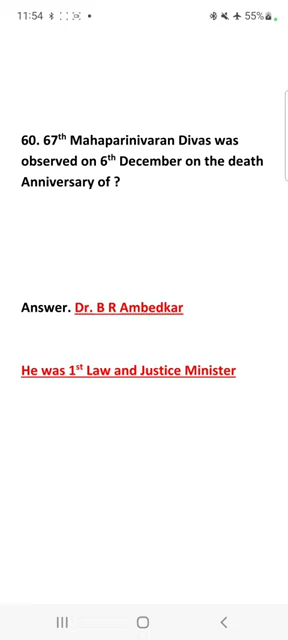 11:54
55%
60. 67th Mahaparinivaran Divas was
observed on 6th December on the death
Anniversary of ?
Answer. Dr. B R Ambedkar
He was 1st Law and Justice Minister